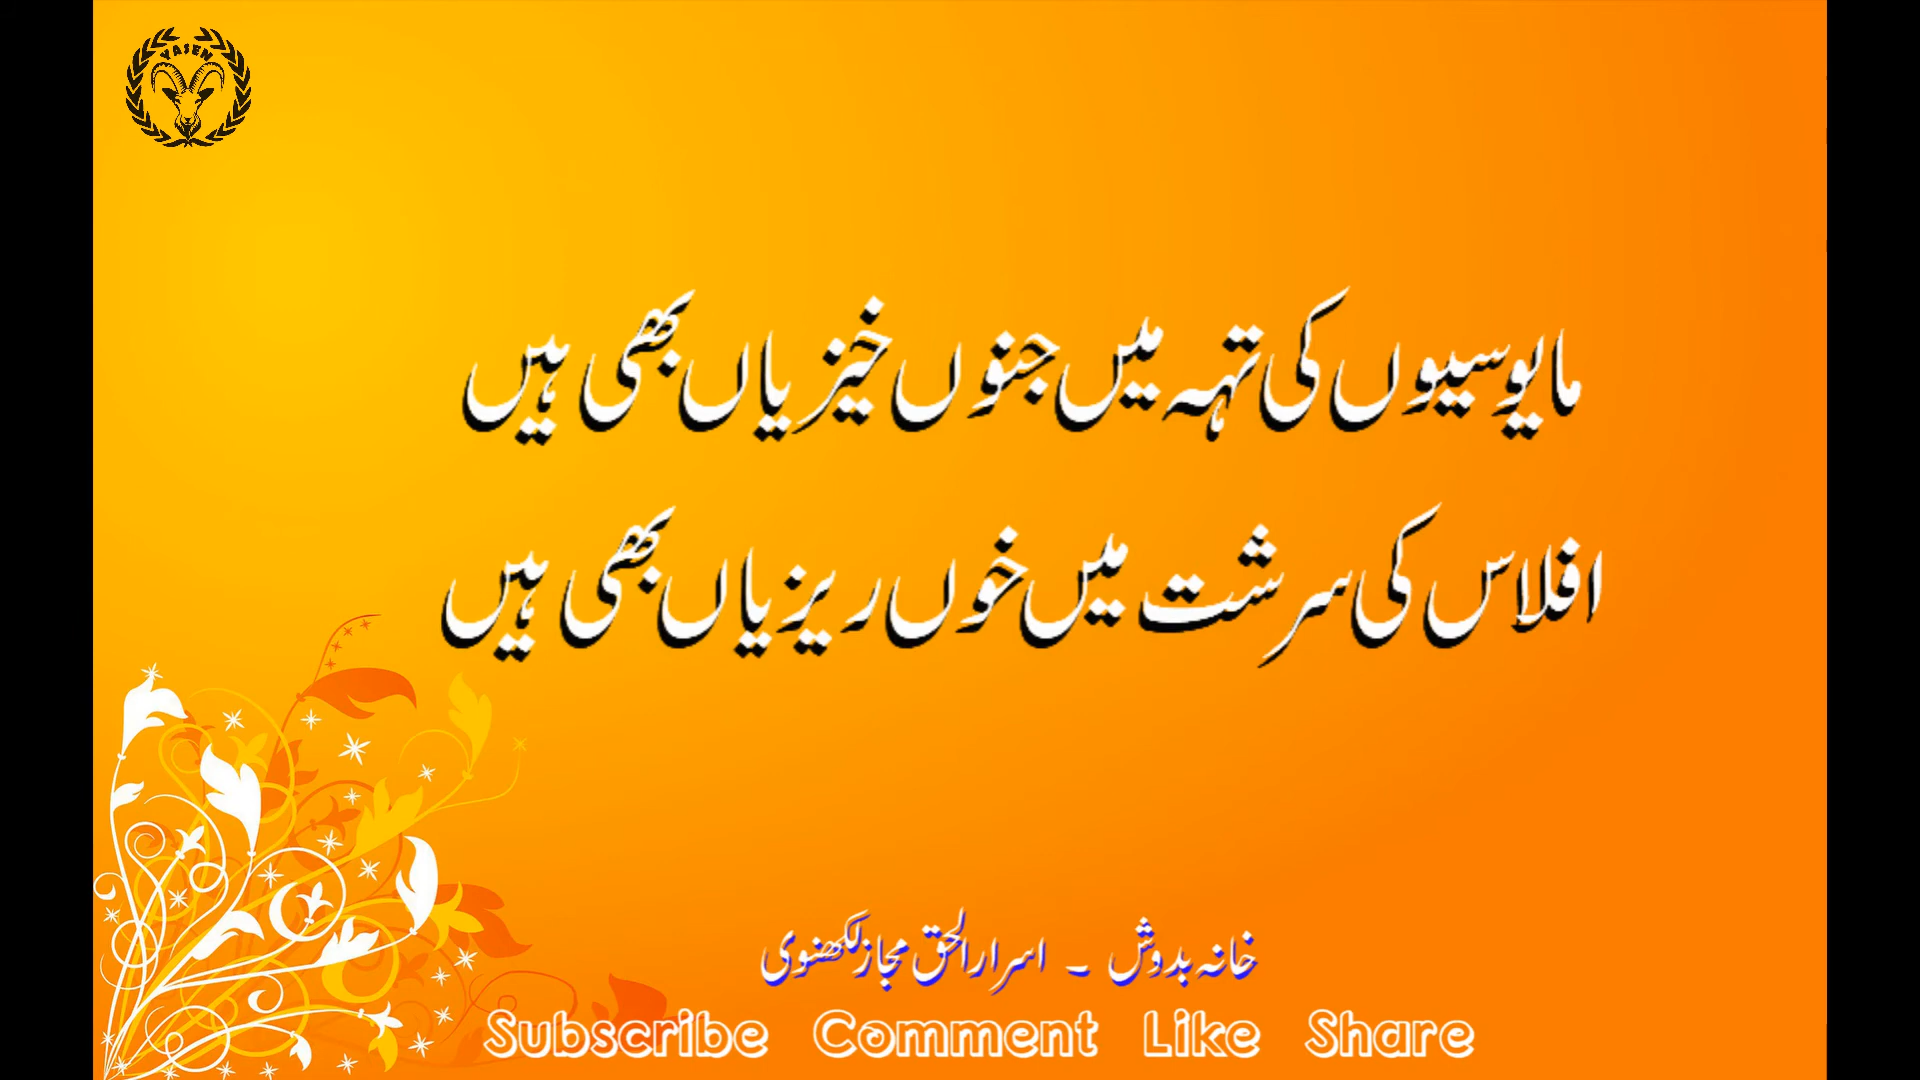 YASEN
مایوسیوں کی تہہ میں جنوں خیزیاں بھی ہیں
افلاس کی سرشت میں خوں ریزیاں بھی ہیں
خانہ بدوش ۔ اسرار الحق مجاز لکھنوی
Subscribe Comment Like Share